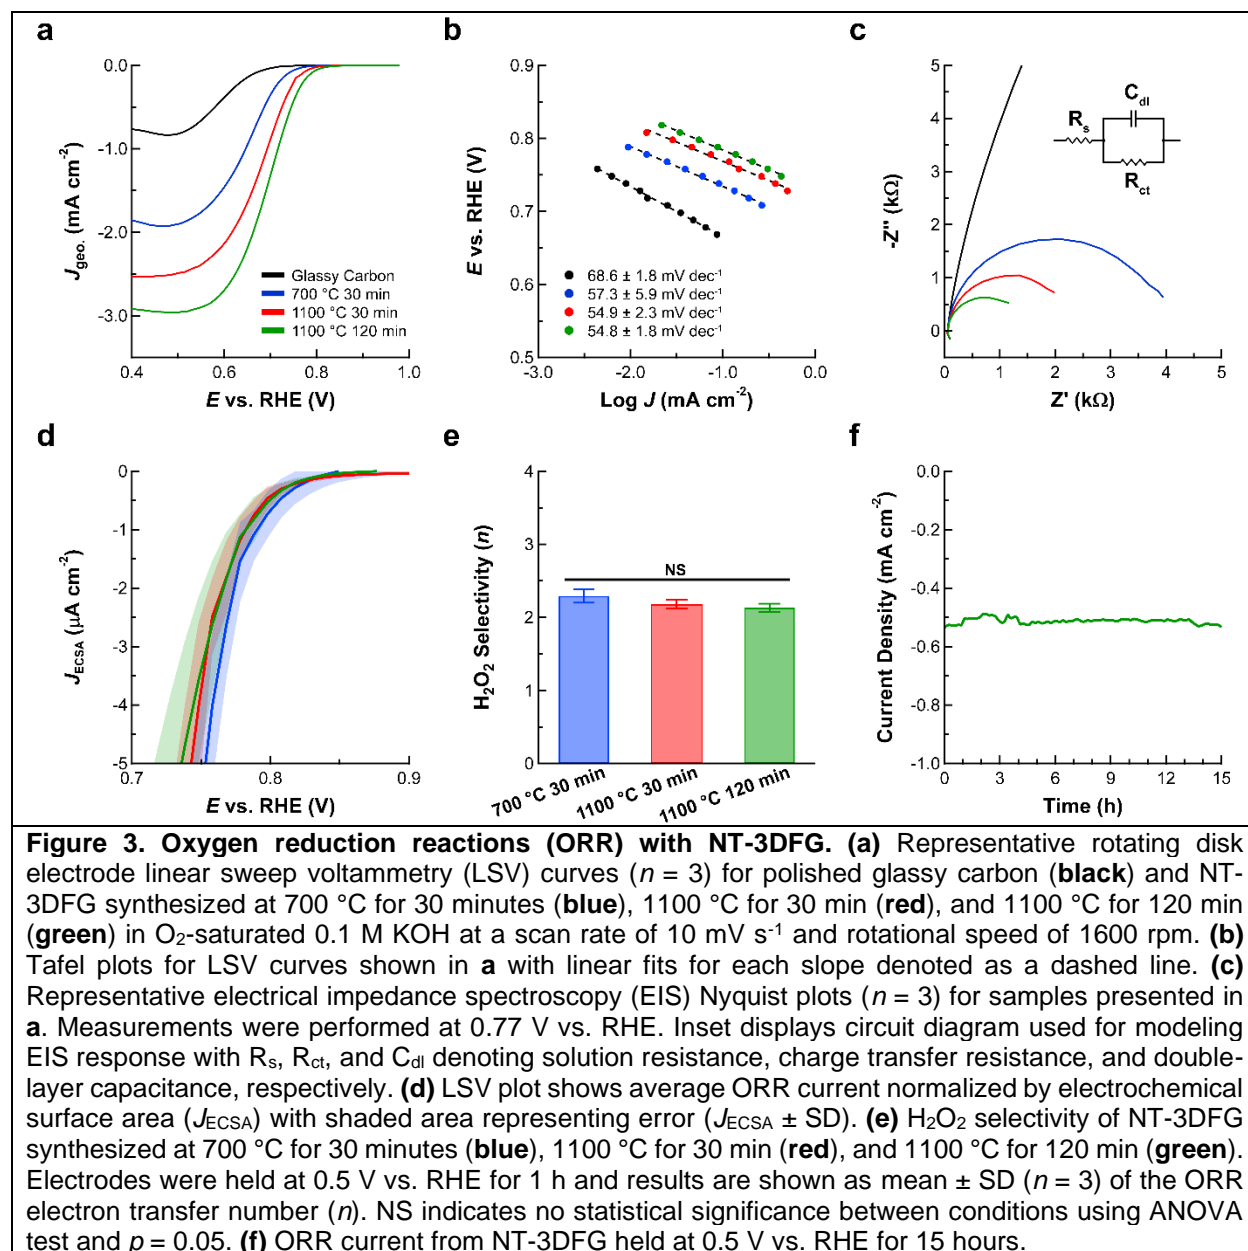 a
0.0
-1.0
-2.0
-3.0
J geo. (mA cm-2)
Glassy Carbon
700 °C 30 min
1100 °C 30 min
1100 °C 120 min
0.4 0.6 0.8 1.0
E vs. RHE (V)
b
0.9
0.8
0.7
0.6
0.5
E vs. RHE (V)
68.6 ± 1.8 mV dec-1
57.3 ± 5.9 mV dec-1
54.9 ± 2.3 mV dec-1
54.8 ± 1.8 mV dec-1
-3.0 -2.0 -1.0 0.0
Log J (mA cm-2)
c
5
4
3
2
1
0
-Z'' (kΩ)
Cdl
Rs
Rct
0 1 2 3 4 5
Z' (kΩ)
d
0
-1
-2
-3
-4
-5
JECSA (µA cm-2)
0.7 0.8 0.9
E vs. RHE (V)
e
4
3
2
1
0
H2O2 Selectivity (n)
NS
700 °C 30 min
1100 °C 30 min
1100 °C 120 min
f
0.0
-0.2
-0.4
-0.6
-0.8
-1.0
Current Density (mA cm-2)
0 3 6 9 12 15
Time (h)
Figure 3. Oxygen reduction reactions (ORR) with NT-3DFG. (a) Representative rotating disk
electrode linear sweep voltammetry (LSV) curves (n = 3) for polished glassy carbon (black) and NT-
3DFG synthesized at 700 °C for 30 minutes (blue), 1100 °C for 30 min (red), and 1100 °C for 120 min
(green) in O2-saturated 0.1 M KOH at a scan rate of 10 mV s-1 and rotational speed of 1600 rpm. (b)
Tafel plots for LSV curves shown in a with linear fits for each slope denoted as a dashed line. (c)
Representative electrical impedance spectroscopy (EIS) Nyquist plots (n = 3) for samples presented in
a. Measurements were performed at 0.77 V vs. RHE. Inset displays circuit diagram used for modeling
EIS response with Rs, Rct, and Cdl denoting solution resistance, charge transfer resistance, and double-
layer capacitance, respectively. (d) LSV plot shows average ORR current normalized by electrochemical
surface area (JECSA) with shaded area representing error (JECSA ± SD). (e) H2O2 selectivity of NT-3DFG
synthesized at 700 °C for 30 minutes (blue), 1100 °C for 30 min (red), and 1100 °C for 120 min (green).
Electrodes were held at 0.5 V vs. RHE for 1 h and results are shown as mean ± SD (n = 3) of the ORR
electron transfer number (n). NS indicates no statistical significance between conditions using ANOVA
test and p = 0.05. (f) ORR current from NT-3DFG held at 0.5 V vs. RHE for 15 hours.